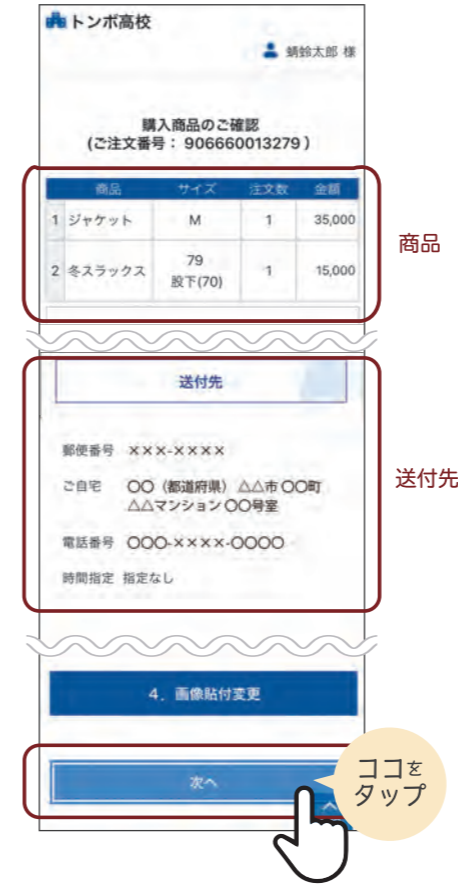 トンボ高校
蜻蛉太郎 様
購入商品のご確認
(ご注文番号： 906660013279 )
商品 サイズ 注文数 金額
1 ジャケット M 1 35,000
2 冬スラックス 79 股下(70) 1 15,000
商品
送付先
郵便番号 ×××-××××
ご自宅 〇〇（都道府県）△△市〇〇町
△△マンション〇〇号室
電話番号 〇〇〇-××××-〇〇〇〇
時間指定 指定なし
送付先
4．画像貼付変更
次へ
ココを
タップ